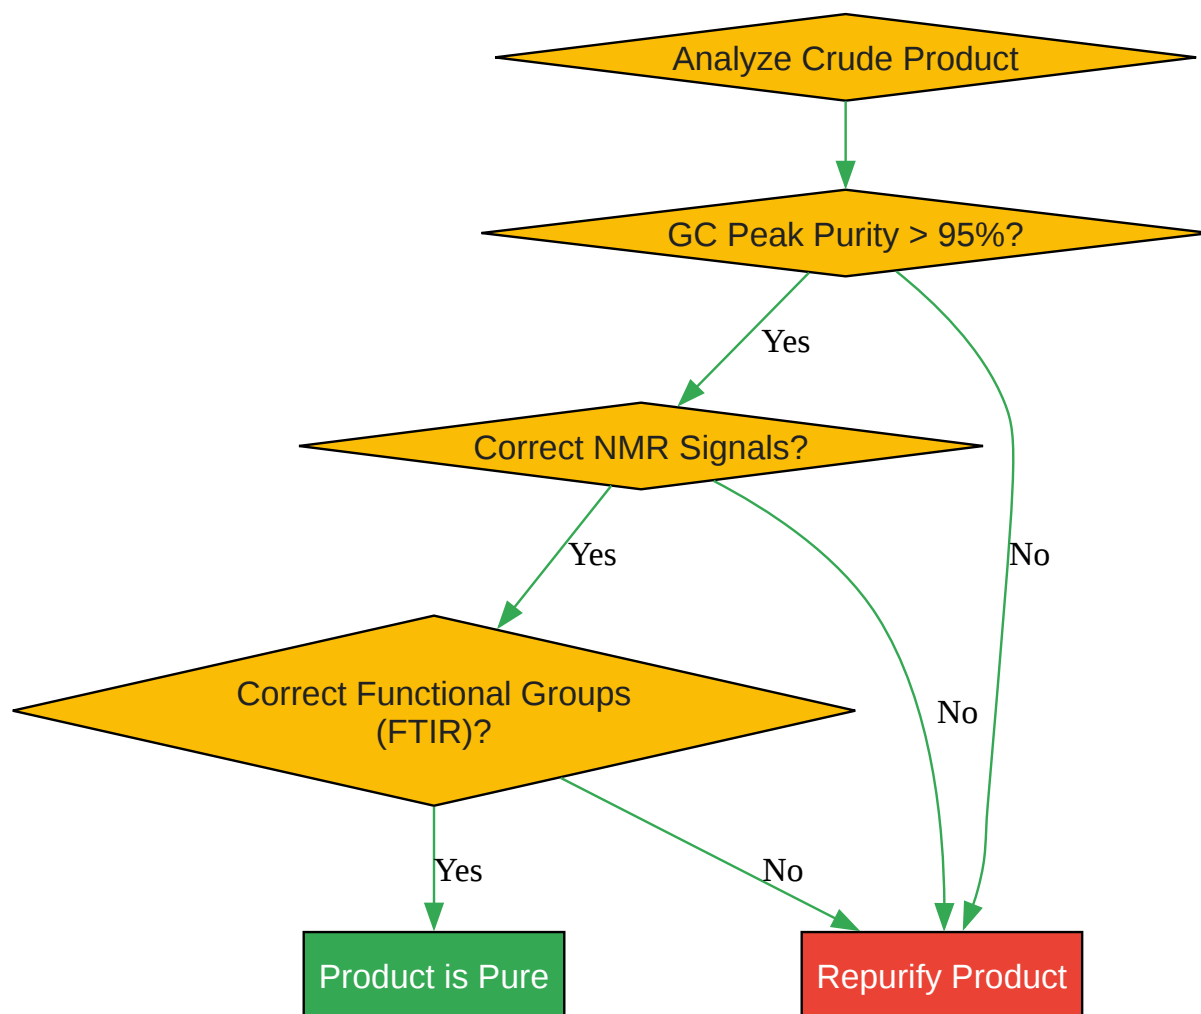 Analyze Crude Product
GC Peak Purity > 95%?
Yes
Correct NMR Signals?
Yes
No
Correct Functional Groups
(FTIR)?
No
Yes
No
Product is Pure
Repurify Product